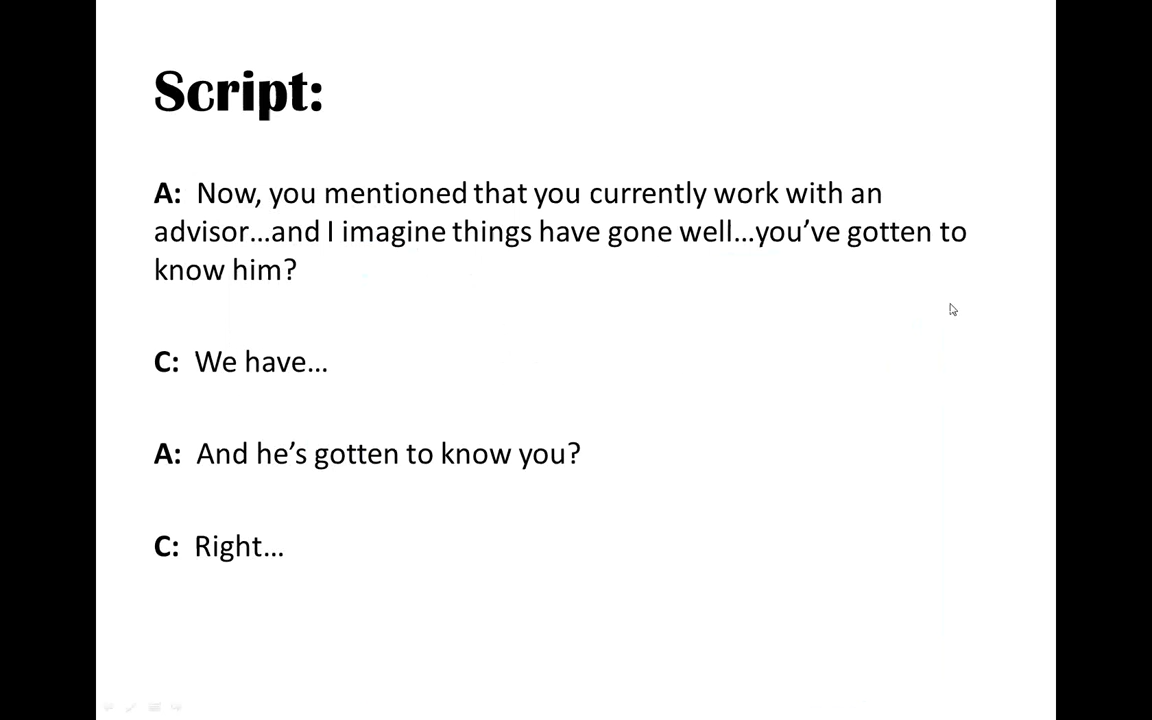 Script:
A:  Now, you mentioned that you currently work with an
advisor…and I imagine things have gone well…you’ve gotten to
know him?
C:  We have…
A:  And he’s gotten to know you?
C:  Right…